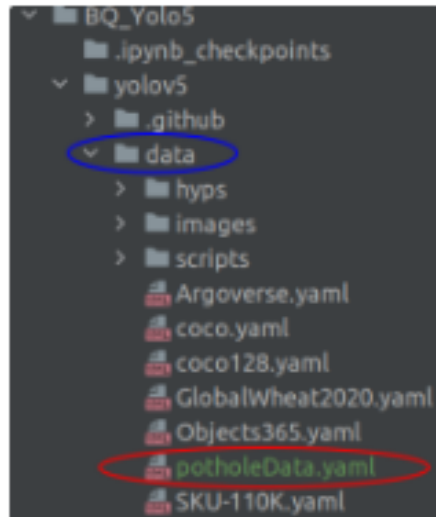 BQ_Yolo5
.ipynb_checkpoints
yolov5
.github
data
hyps
images
scripts
Argoverse.yaml
coco.yaml
coco128.yaml
GlobalWheat2020.yaml
Objects365.yaml
potholeData.yaml
SKU-110K.yaml